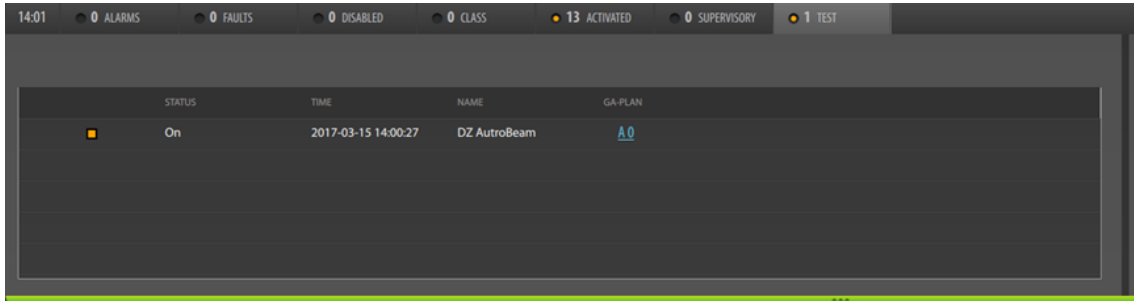 14:01 0 ALARMS 0 FAULTS 0 DISABLED 0 CLASS 13 ACTIVATED 0 SUPERVISORY 1 TEST
STATUS TIME NAME GA-PLAN
On 2017-03-15 14:00:27 DZ AutroBeam A 0